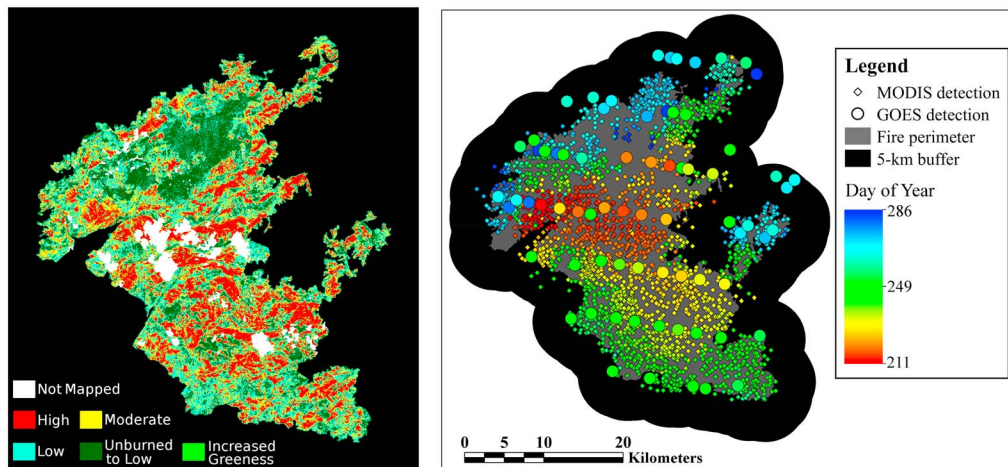 Not Mapped
High
Moderate
Low
Unburned
to Low
Increased
Greenness
Legend
MODIS detection
GOES detection
Fire perimeter
5-km buffer
Day of Year
286
249
211
0 5 10 20
Kilometers